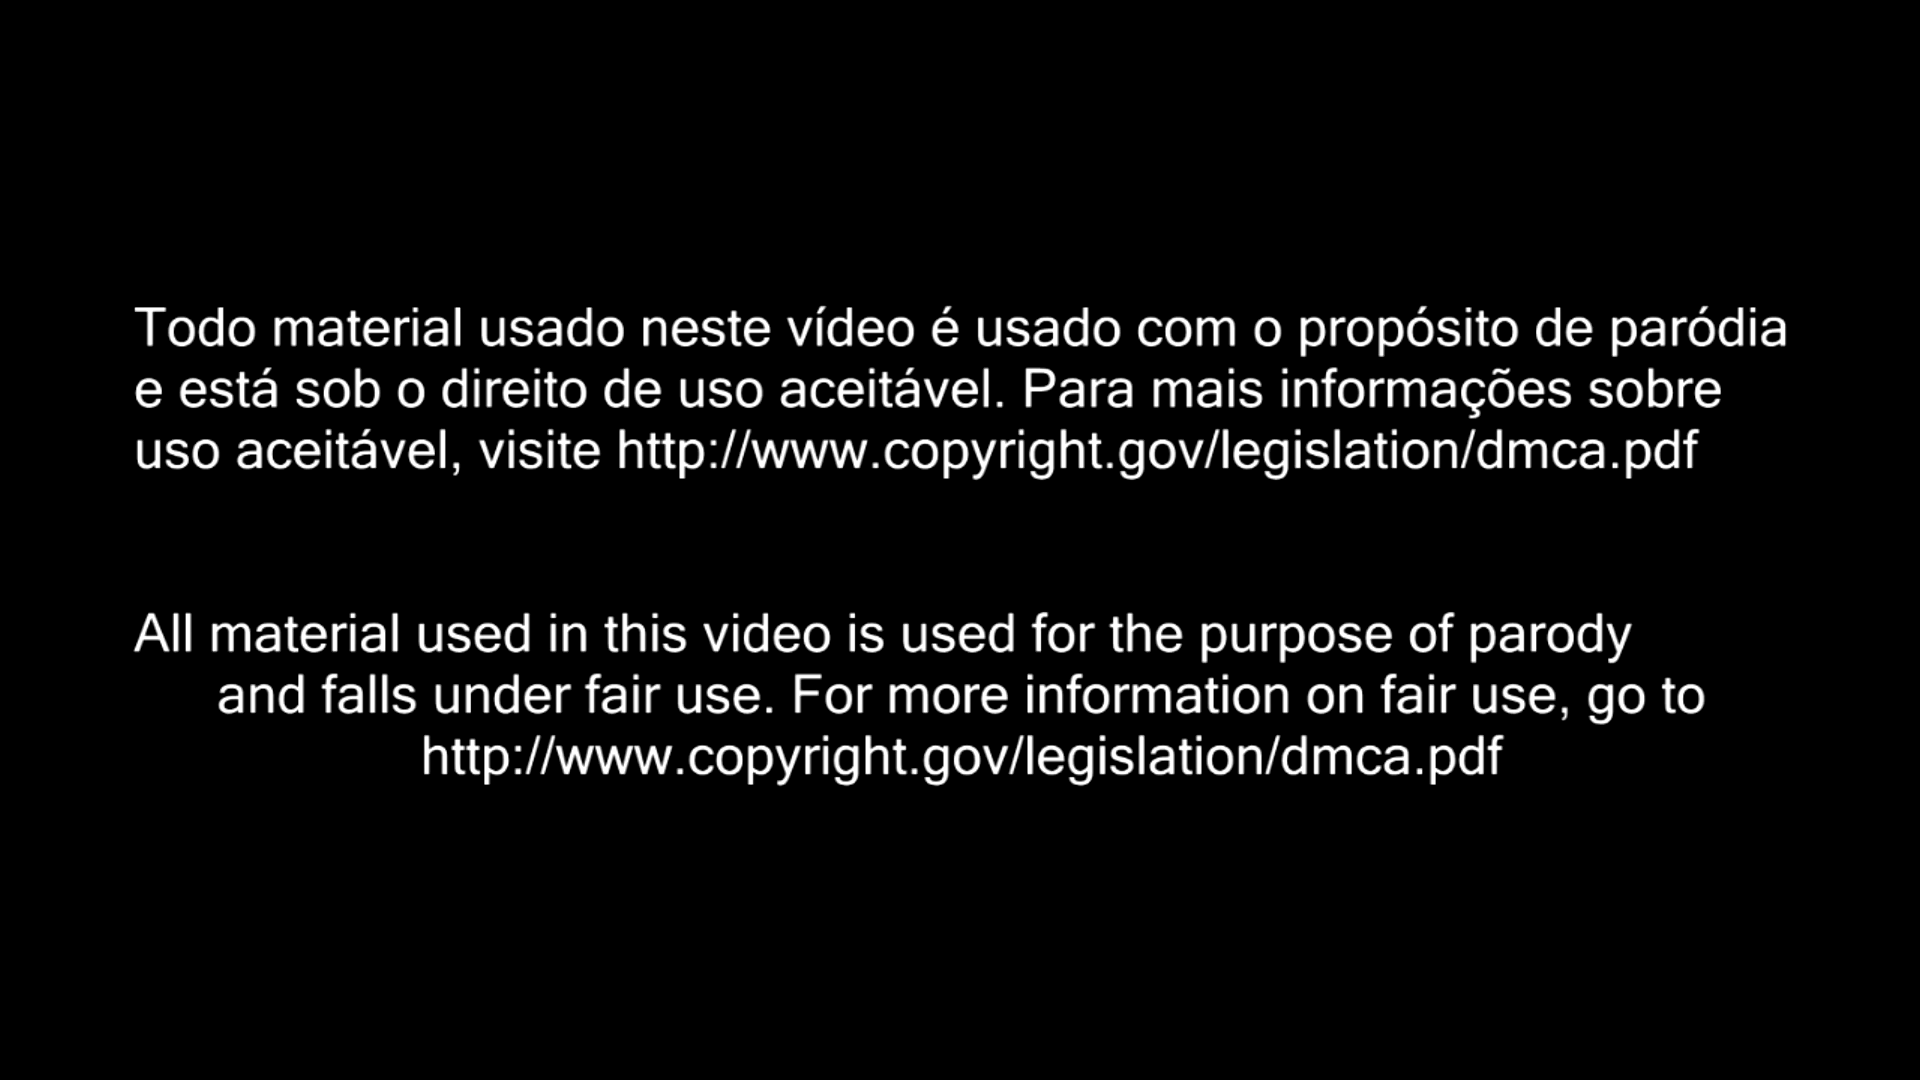 Todo material usado neste vídeo é usado com o propósito de paródia
e está sob o direito de uso aceitável. Para mais informações sobre
uso aceitável, visite http://www.copyright.gov/legislation/dmca.pdf
All material used in this video is used for the purpose of parody
and falls under fair use. For more information on fair use, go to
http://www.copyright.gov/legislation/dmca.pdf